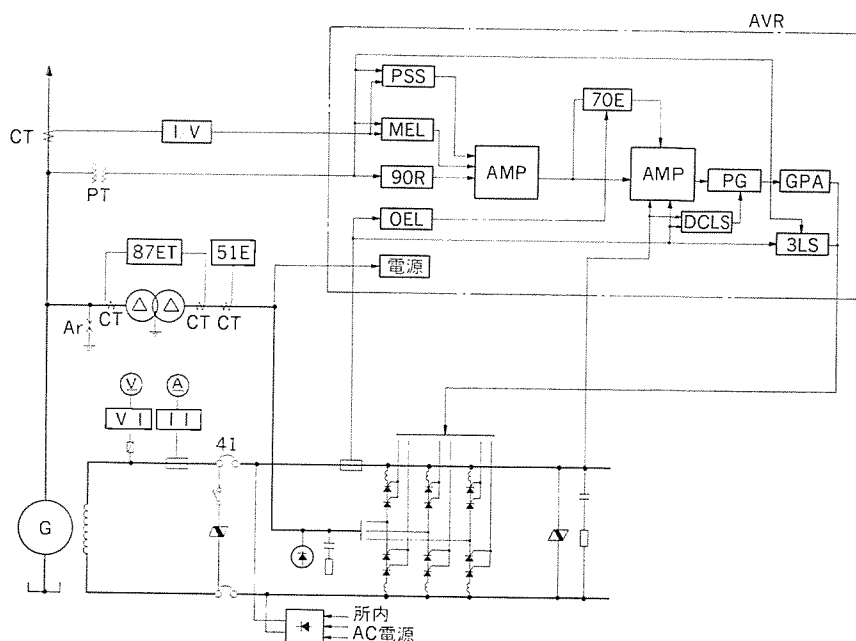 AVR
PSS
70E
CT
I V
MEL
AMP
AMP
PG
GPA
90R
PT
OEL
DCLS
3LS
87ET
51E
電源
Δ
Δ
Ar
CT
CT
CT
V
A
V I
I I
41
G
所内
AC電源